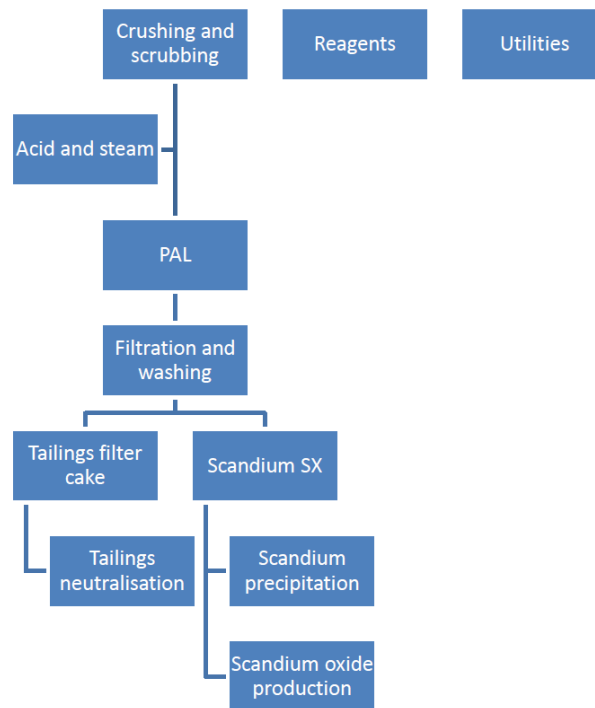 Crushing and
scrubbing
Reagents
Utilities
Acid and steam
PAL
Filtration and
washing
Tailings filter
cake
Scandium SX
Tailings
neutralisation
Scandium
precipitation
Scandium oxide
production